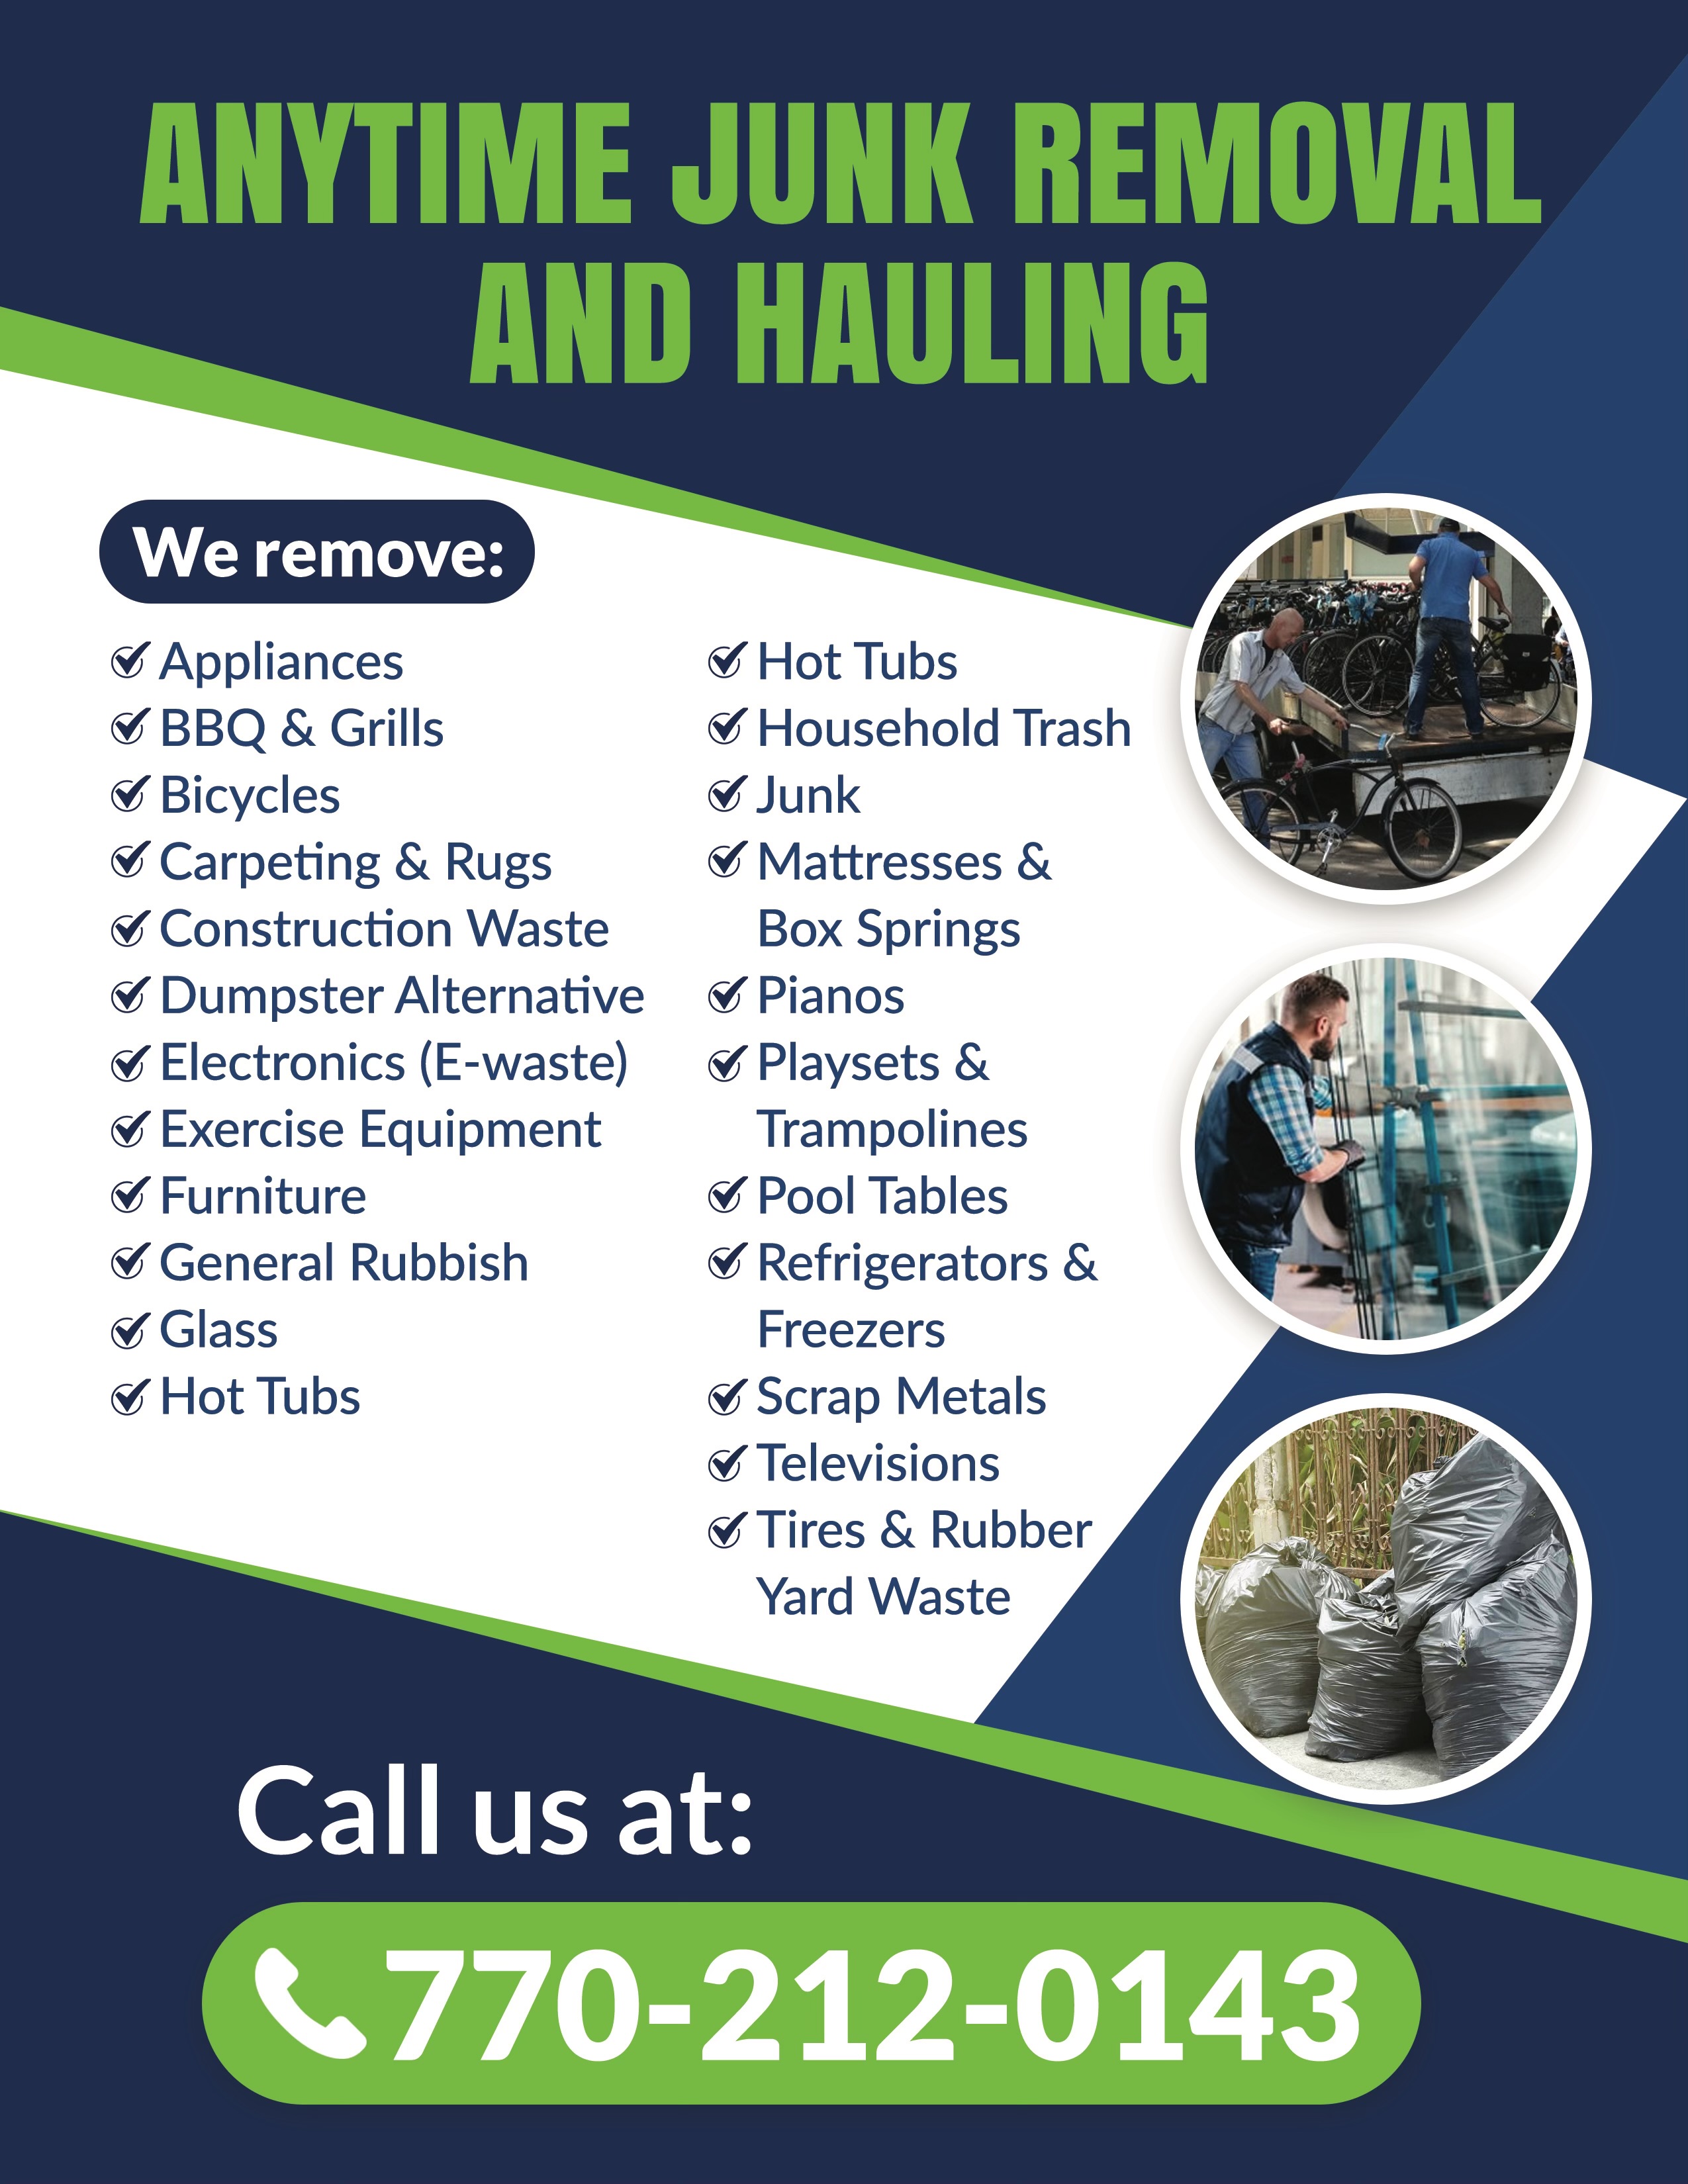 ANYTIME JUNK REMOVAL
AND HAULING
We remove:
Appliances
BBQ & Grills
Bicycles
Carpeting & Rugs
Construction Waste
Dumpster Alternative
Electronics (E-waste)
Exercise Equipment
Furniture
General Rubbish
Glass
Hot Tubs
Hot Tubs
Household Trash
Junk
Mattresses &
Box Springs
Pianos
Playsets &
Trampolines
Pool Tables
Refrigerators &
Freezers
Scrap Metals
Televisions
Tires & Rubber
Yard Waste
Call us at:
770-212-0143